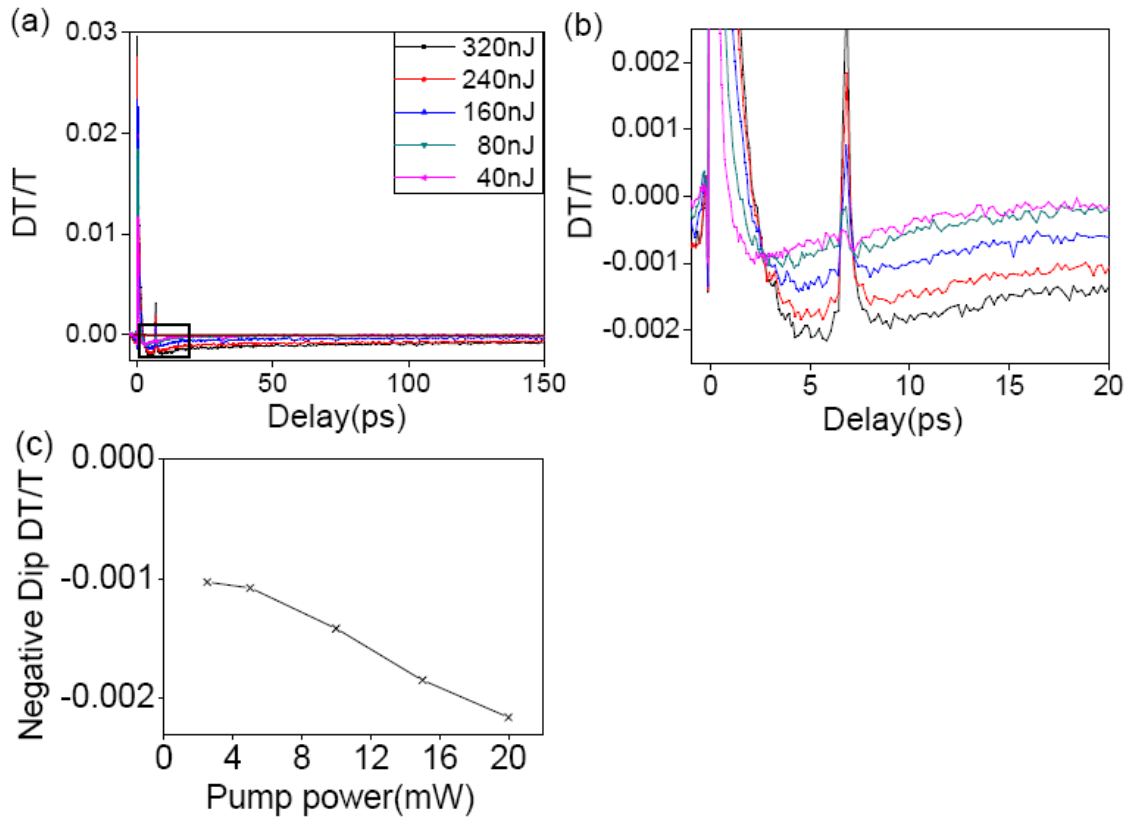 (a)
0.03
0.02
0.01
0.00
DT/T
320nJ
240nJ
160nJ
80nJ
40nJ
0 50 100 150
Delay(ps)
(b)
0.002
0.001
0.000
-0.001
-0.002
DT/T
0 5 10 15 20
Delay(ps)
(c)
0.000
-0.001
-0.002
Negative Dip DT/T
0 4 8 12 16 20
Pump power(mW)